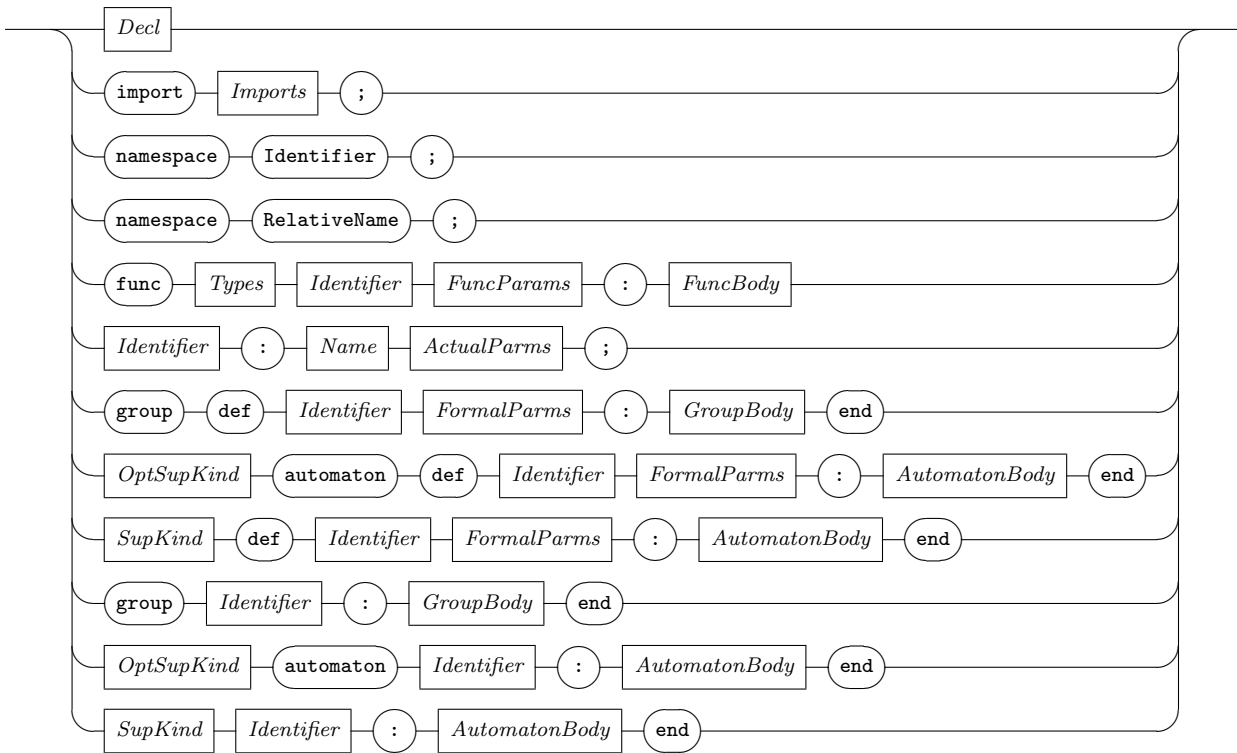 Decl
import Imports ;
namespace Identifier ;
namespace RelativeName ;
func Types Identifier FuncParams : FuncBody
Identifier : Name ActualParms ;
group def Identifier FormalParms : GroupBody end
OptSupKind automaton def Identifier FormalParms : AutomatonBody end
SupKind def Identifier FormalParms : AutomatonBody end
group Identifier : GroupBody end
OptSupKind automaton Identifier : AutomatonBody end
SupKind Identifier : AutomatonBody end